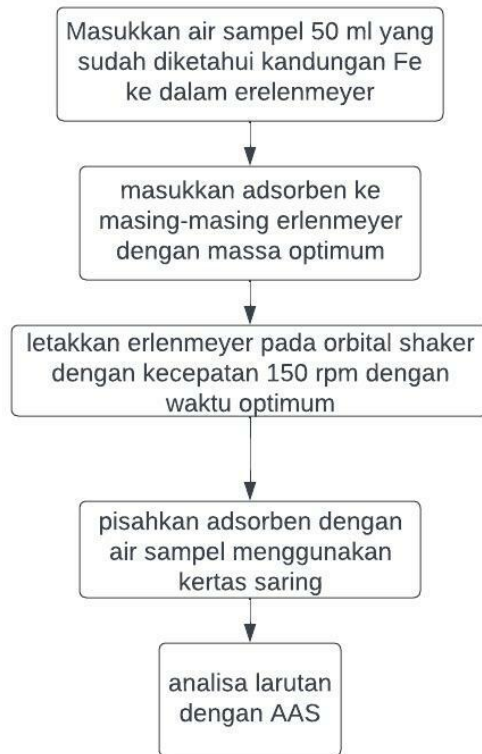 Masukkan air sampel 50 ml yang
sudah diketahui kandungan Fe
ke dalam erelenmeyer
masukkan adsorben ke
masing-masing erlenmeyer
dengan massa optimum
letakkan erlenmeyer pada orbital shaker
dengan kecepatan 150 rpm dengan
waktu optimum
pisahkan adsorben dengan
air sampel menggunakan
kertas saring
analisa larutan
dengan AAS